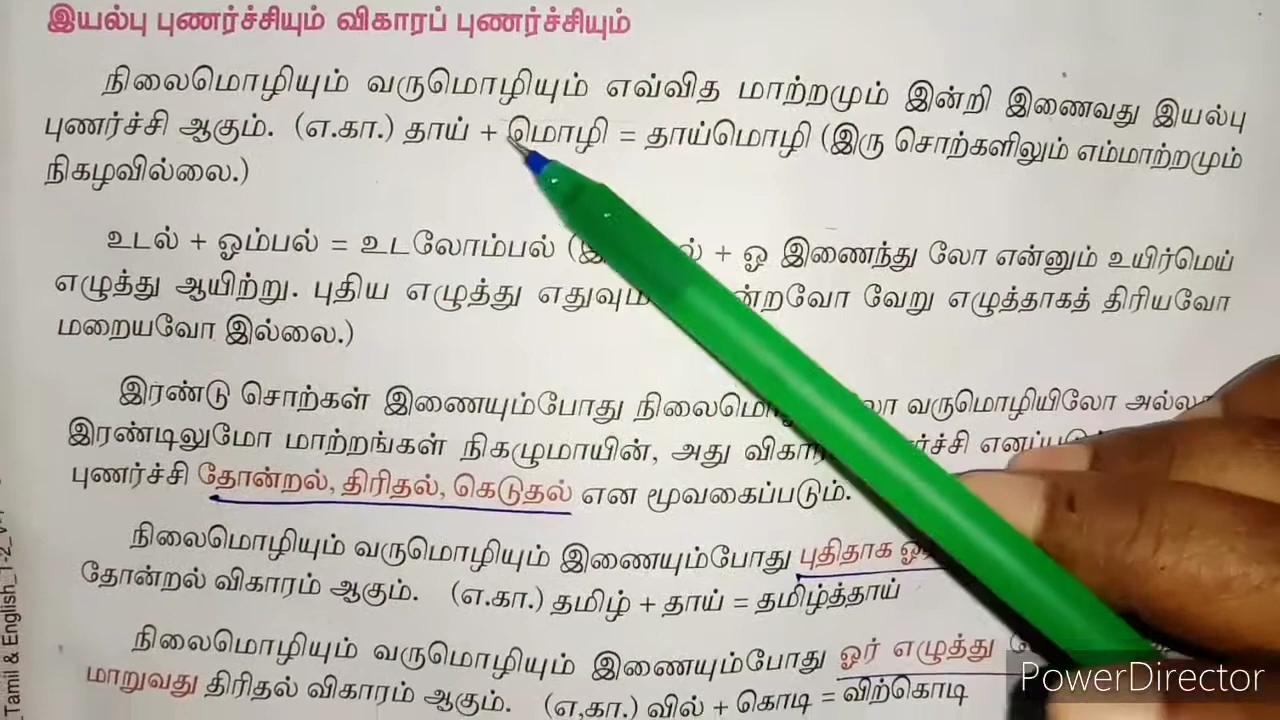 இயல்பு புணர்ச்சியும் விகாரப் புணர்ச்சியும்
நிலைமொழியும் வருமொழியும் எவ்வித மாற்றமும் இன்றி இணைவது இயல்பு
புணர்ச்சி ஆகும். (எ.கா.) தாய் + மொழி = தாய்மொழி (இரு சொற்களிலும் எம்மாற்றமும்
நிகழவில்லை.)
உடல் + ஓம்பல் = உடலோம்பல் + ஓ இணைந்து லோ என்னும் உயிர்மெய்
எழுத்து ஆயிற்று. புதிய எழுத்து எதுவும் வேறு எழுத்தாகத் திரியவோ
மறையவோ இல்லை.)
இரண்டு சொற்கள் இணையும்போது வருமொழியிலோ
இரண்டிலுமோ மாற்றங்கள் நிகழுமாயின், அது
புணர்ச்சி தோன்றல், திரிதல், கெடுதல் என மூவகைப்படும்.
நிலைமொழியும் வருமொழியும் இணையும்போது புதிதாக
தோன்றல் விகாரம் ஆகும். (எ.கா.) தமிழ் + தாய் = தமிழ்த்தாய்
நிலைமொழியும் வருமொழியும் இணையும்போது ஓர் எழுத்து
மாறுவது திரிதல் விகாரம் ஆகும். (எ.கா.) வில் + கொடி = விற்கொடி
Tamil & English_T-2_V-
PowerDirector